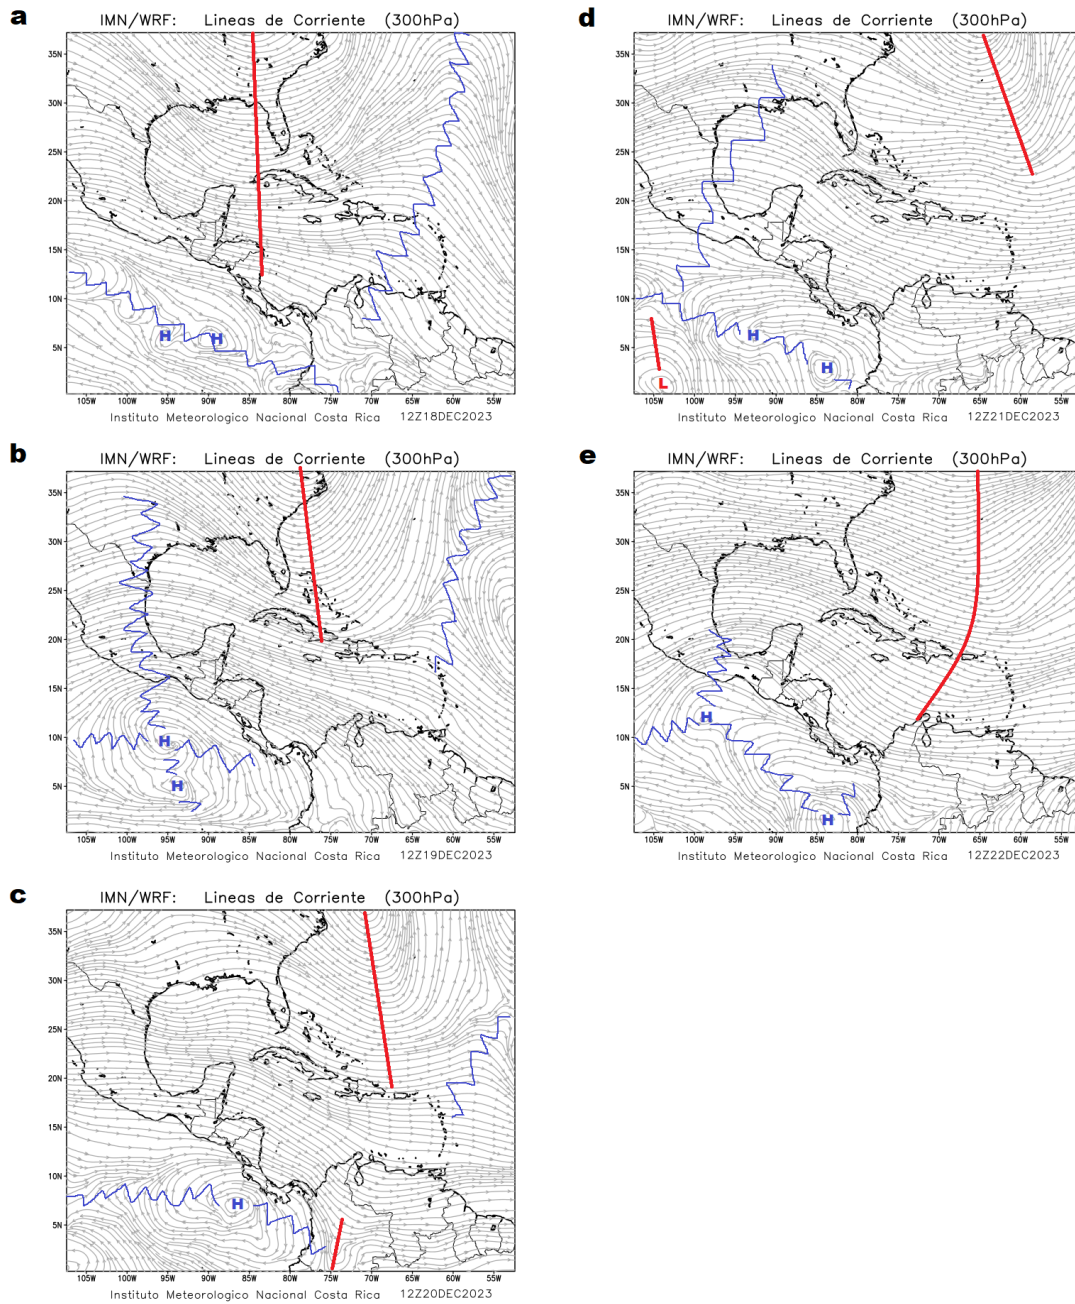 a
IMN/WRF: Lineas de Corriente (300hPa)
35N
30N
25N
20N
15N
10N
5N
H H
105W 100W 95W 90W 85W 80W 75W 70W 65W 60W 55W
Instituto Meteorologico Nacional Costa Rica 12Z18DEC2023
b
IMN/WRF: Lineas de Corriente (300hPa)
35N
30N
25N
20N
15N
10N
5N
H
H
105W 100W 95W 90W 85W 80W 75W 70W 65W 60W 55W
Instituto Meteorologico Nacional Costa Rica 12Z19DEC2023
c
IMN/WRF: Lineas de Corriente (300hPa)
35N
30N
25N
20N
15N
10N
5N
H
105W 100W 95W 90W 85W 80W 75W 70W 65W 60W 55W
Instituto Meteorologico Nacional Costa Rica 12Z20DEC2023
d
IMN/WRF: Lineas de Corriente (300hPa)
35N
30N
25N
20N
15N
10N
5N
H
H
L
105W 100W 95W 90W 85W 80W 75W 70W 65W 60W 55W
Instituto Meteorologico Nacional Costa Rica 12Z21DEC2023
e
IMN/WRF: Lineas de Corriente (300hPa)
35N
30N
25N
20N
15N
10N
5N
H
H
105W 100W 95W 90W 85W 80W 75W 70W 65W 60W 55W
Instituto Meteorologico Nacional Costa Rica 12Z22DEC2023